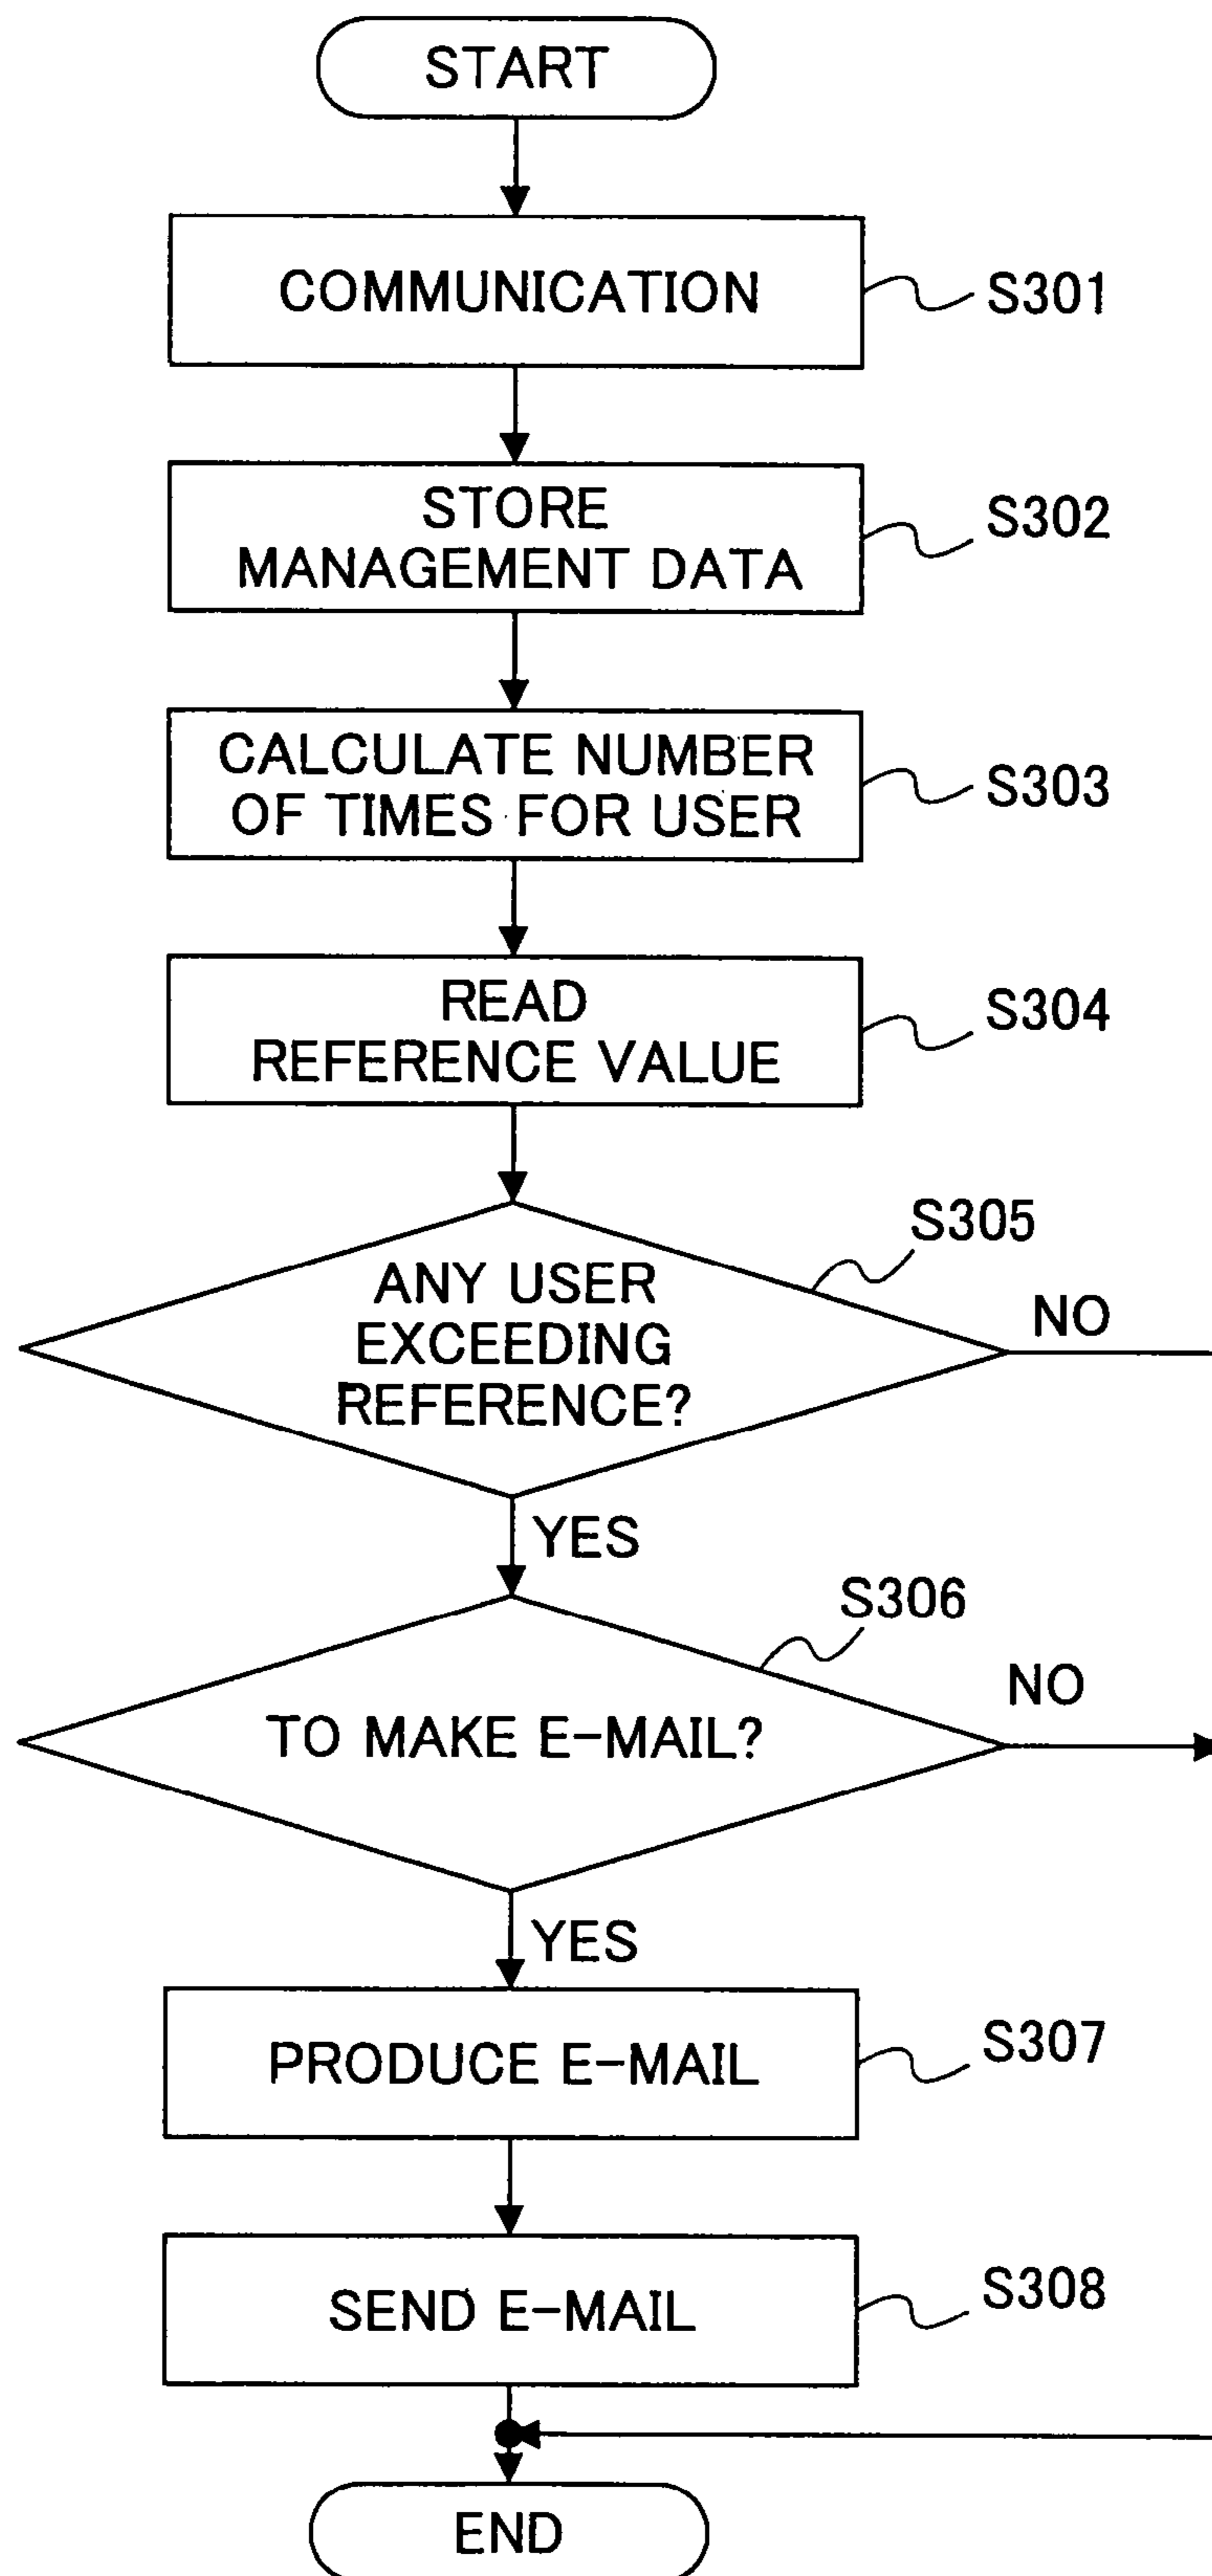 START
COMMUNICATION
S301
STORE
MANAGEMENT DATA
S302
CALCULATE NUMBER
OF TIMES FOR USER
S303
READ
REFERENCE VALUE
S304
S305
ANY USER
EXCEEDING
REFERENCE?
NO
YES
S306
TO MAKE E-MAIL?
NO
YES
PRODUCE E-MAIL
S307
SEND E-MAIL
S308
END